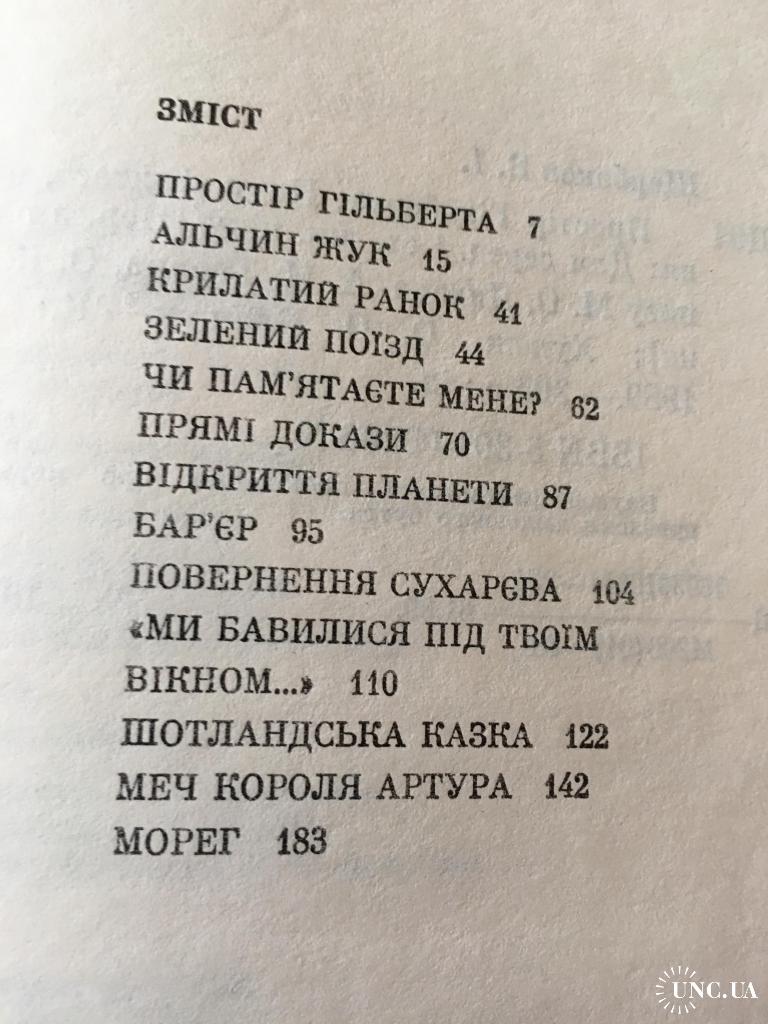 ЗМІСТ
ПРОСТІР ГІЛЬБЕРТА 7
АЛЬЧИН ЖУК 15
КРИЛАТИЙ РАНОК 41
ЗЕЛЕНИЙ ПОЇЗД 44
ЧИ ПАМ'ЯТАЄТЕ МЕНЕ? 62
ПРЯМІ ДОКАЗИ 70
ВІДКРИТТЯ ПЛАНЕТИ 87
БАР'ЄР 95
ПОВЕРНЕННЯ СУХАРЄВА 104
«МИ БАВИЛИСЯ ПІД ТВОЇМ
ВІКНОМ...» 110
ШОТЛАНДСЬКА КАЗКА 122
МЕЧ КОРОЛЯ АРТУРА 142
МОРЕГ 183
UNC.UA